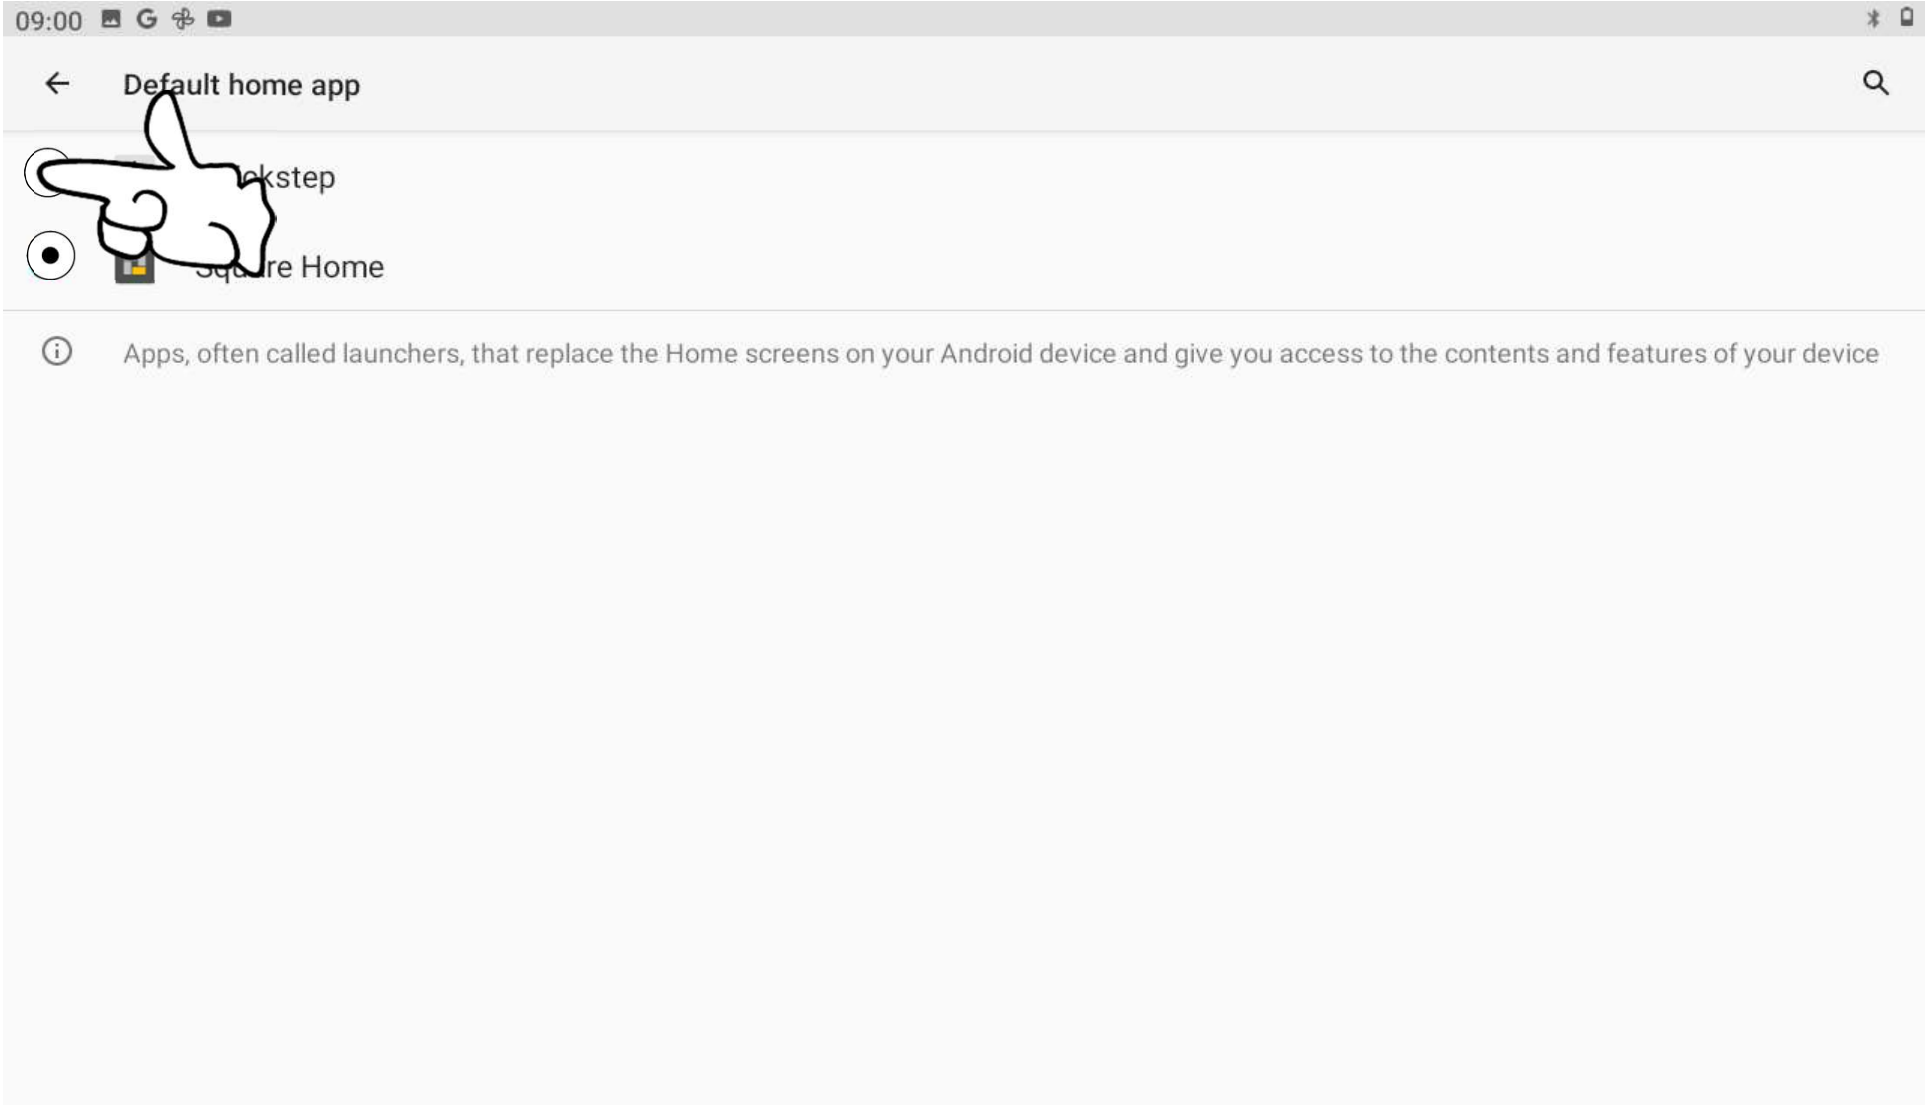 09:00
Default home app
kstep
Square Home
Apps, often called launchers, that replace the Home screens on your Android device and give you access to the contents and features of your device